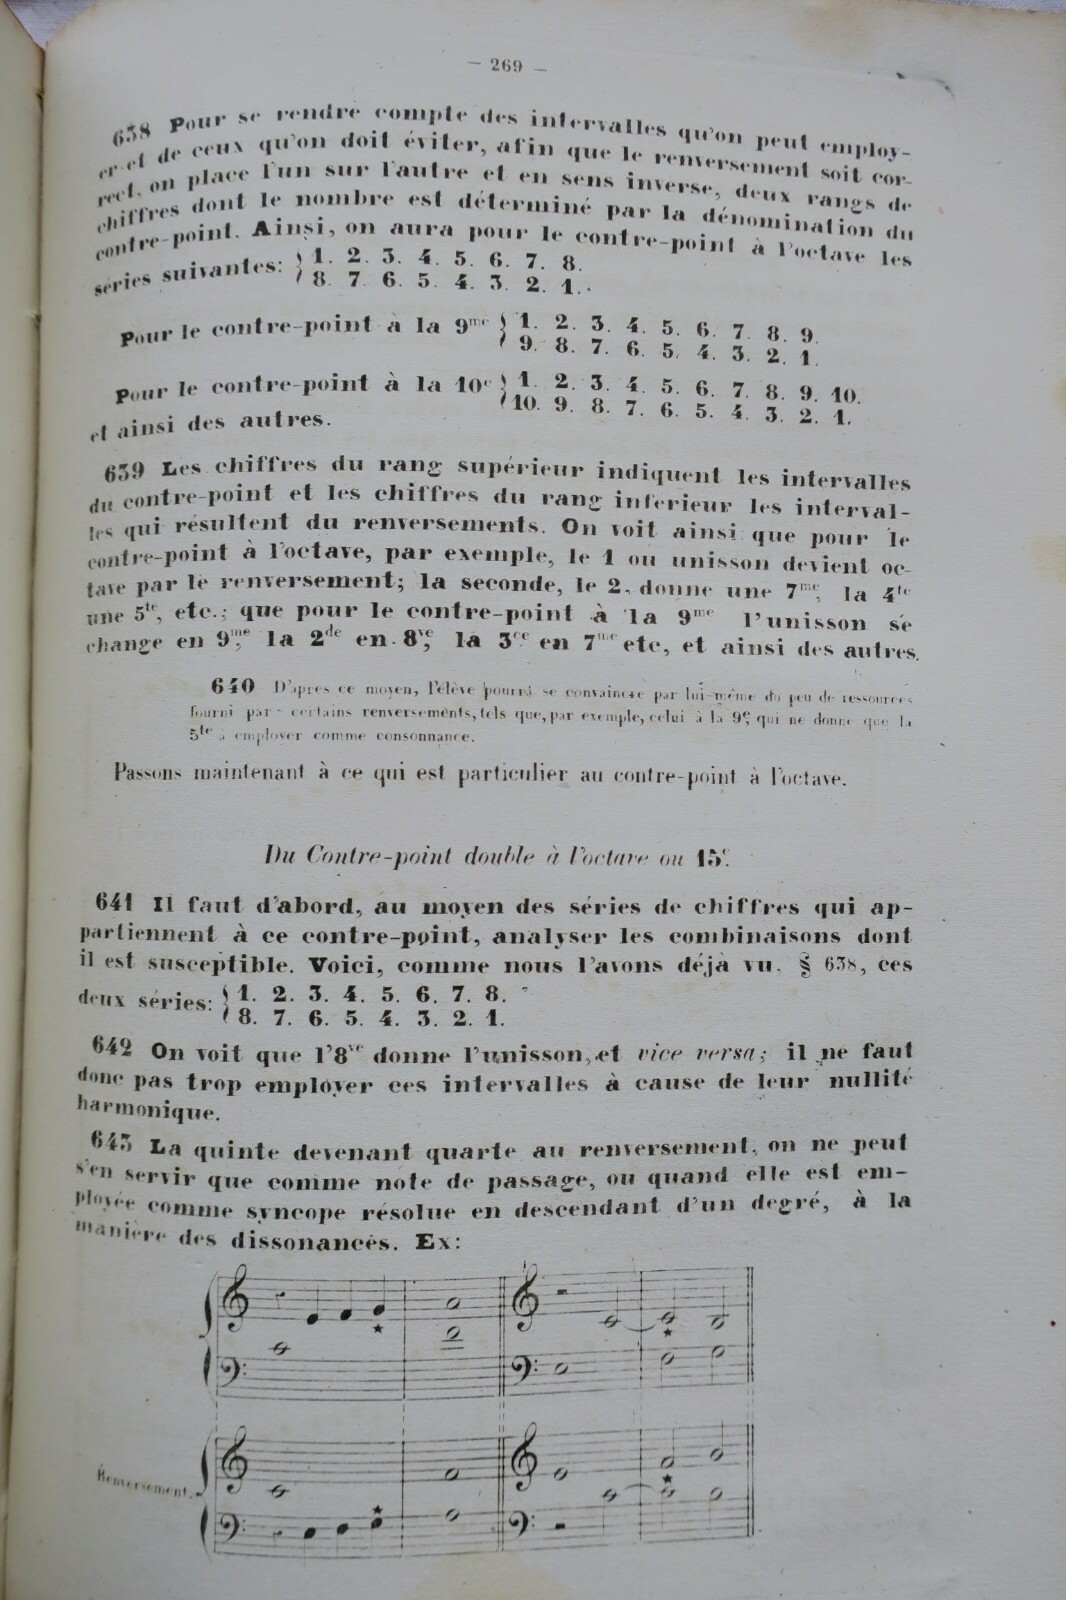 — 269 —
638 Pour se rendre compte des intervalles qu'on peut employ-
er et de ceux qu'on doit éviter, afin que le renversement soit cor-
rect, on place l'un sur l'autre et en sens inverse, deux rangs de
chiffres dont le nombre est déterminé par la dénomination du
contre-point. Ainsi, on aura pour le contre-point à l'octave les
séries suivantes: { 1. 2. 3. 4. 5. 6. 7. 8.
8. 7. 6. 5. 4. 3. 2. 1.
Pour le contre-point à la 9me { 1. 2. 3. 4. 5. 6. 7. 8. 9.
9. 8. 7. 6. 5. 4. 3. 2. 1.
Pour le contre-point à la 10e { 1. 2. 3. 4. 5. 6. 7. 8. 9. 10.
10. 9. 8. 7. 6. 5. 4. 3. 2. 1.
et ainsi des autres.
639 Les chiffres du rang supérieur indiquent les intervalles
du contre-point et les chiffres du rang inférieur les interval-
les qui résultent du renversements. On voit ainsi que pour le
contre-point à l'octave, par exemple, le 1 ou unisson devient oc-
tave par le renversement; la seconde, le 2, donne une 7me, la 4te
une 5te, etc.; que pour le contre-point à la 9me l'unisson se
change en 9me, la 2de en 8ve, la 3ce en 7me etc, et ainsi des autres.
640 D'après ce moyen, l'élève pourra se convaincre par lui-même du peu de ressources
fourni par certains renversements, tels que, par exemple, celui à la 9e, qui ne donne que la
5te à employer comme consonnance.
Passons maintenant à ce qui est particulier au contre-point à l'octave.
Du Contre-point double à l'octave ou 15e.
641 Il faut d'abord, au moyen des séries de chiffres qui ap-
partiennent à ce contre-point, analyser les combinaisons dont
il est susceptible. Voici, comme nous l'avons déjà vu, § 638, ces
deux séries: { 1. 2. 3. 4. 5. 6. 7. 8.
8. 7. 6. 5. 4. 3. 2. 1.
642 On voit que l'8ve donne l'unisson, et vice versa; il ne faut
donc pas trop employer ces intervalles à cause de leur nullité
harmonique.
643 La quinte devenant quarte au renversement, on ne peut
s'en servir que comme note de passage, ou quand elle est em-
ployée comme syncope résolue en descendant d'un degré, à la
manière des dissonances. Ex:
Renversement.